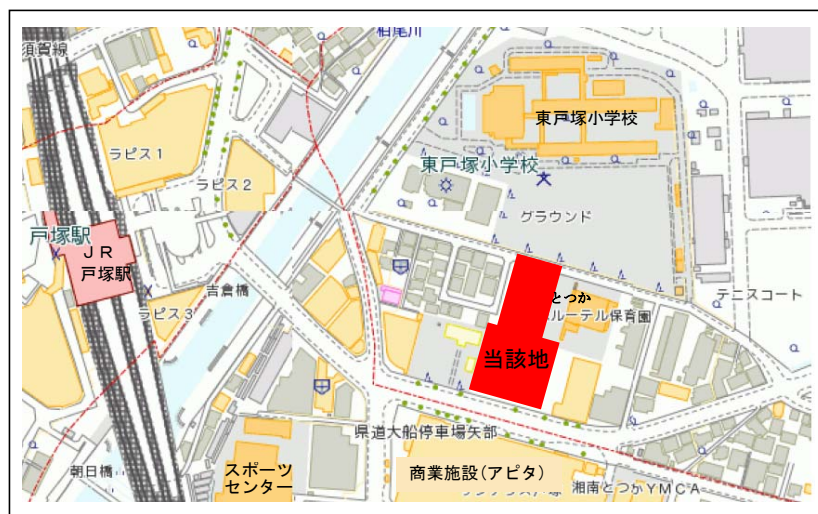 須賀線
柏尾川
東戸塚小学校
ラピス1
ラピス2
東戸塚小学校
グラウンド
戸塚駅
JR
戸塚駅
吉倉橋
ラピス3
とつか
ルーテル保育園
テニスコート
当該地
県道大船停車場矢部
朝日橋
スポーツ
センター
商業施設(アピタ)
湘南とつかYMCA